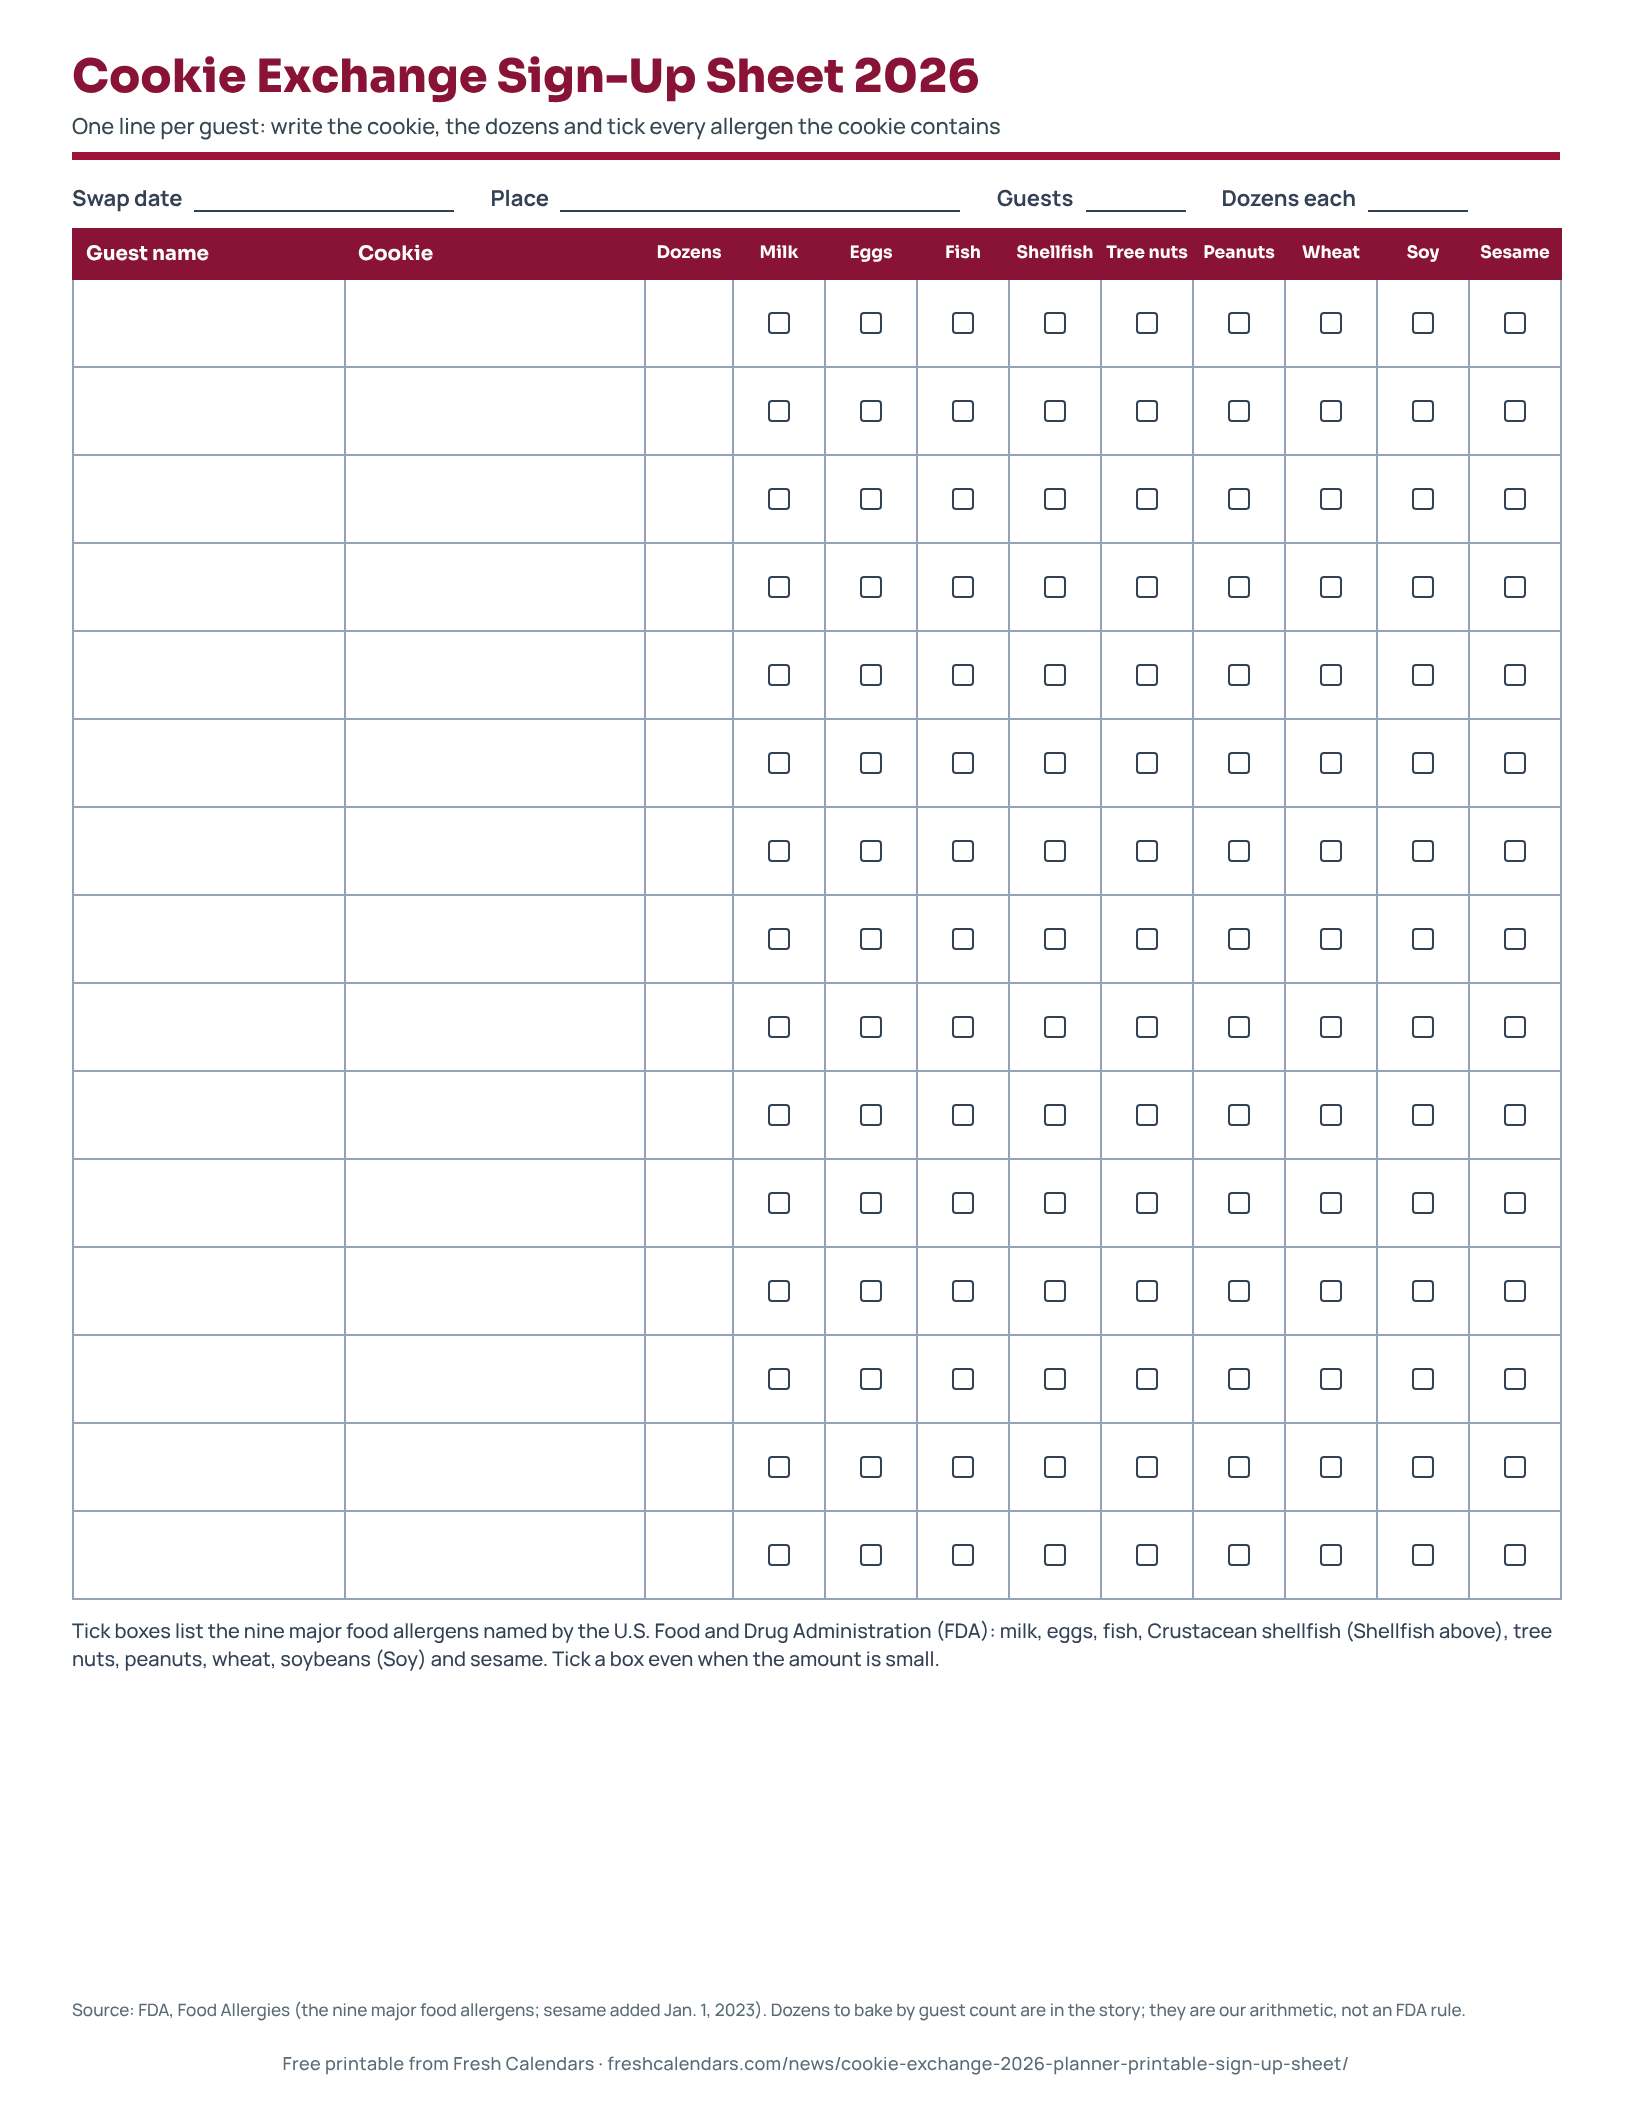 Cookie Exchange Sign-Up Sheet 2026
One line per guest: write the cookie, the dozens and tick every allergen the cookie contains
Swap date Place Guests Dozens each
Guest name Cookie Dozens Milk Eggs Fish Shellfish Tree nuts Peanuts Wheat Soy Sesame
Tick boxes list the nine major food allergens named by the U.S. Food and Drug Administration (FDA): milk, eggs, fish, Crustacean shellfish (Shellfish above), tree
nuts, peanuts, wheat, soybeans (Soy) and sesame. Tick a box even when the amount is small.
Source: FDA, Food Allergies (the nine major food allergens; sesame added Jan. 1, 2023). Dozens to bake by guest count are in the story; they are our arithmetic, not an FDA rule.
Free printable from Fresh Calendars · freshcalendars.com/news/cookie-exchange-2026-planner-printable-sign-up-sheet/